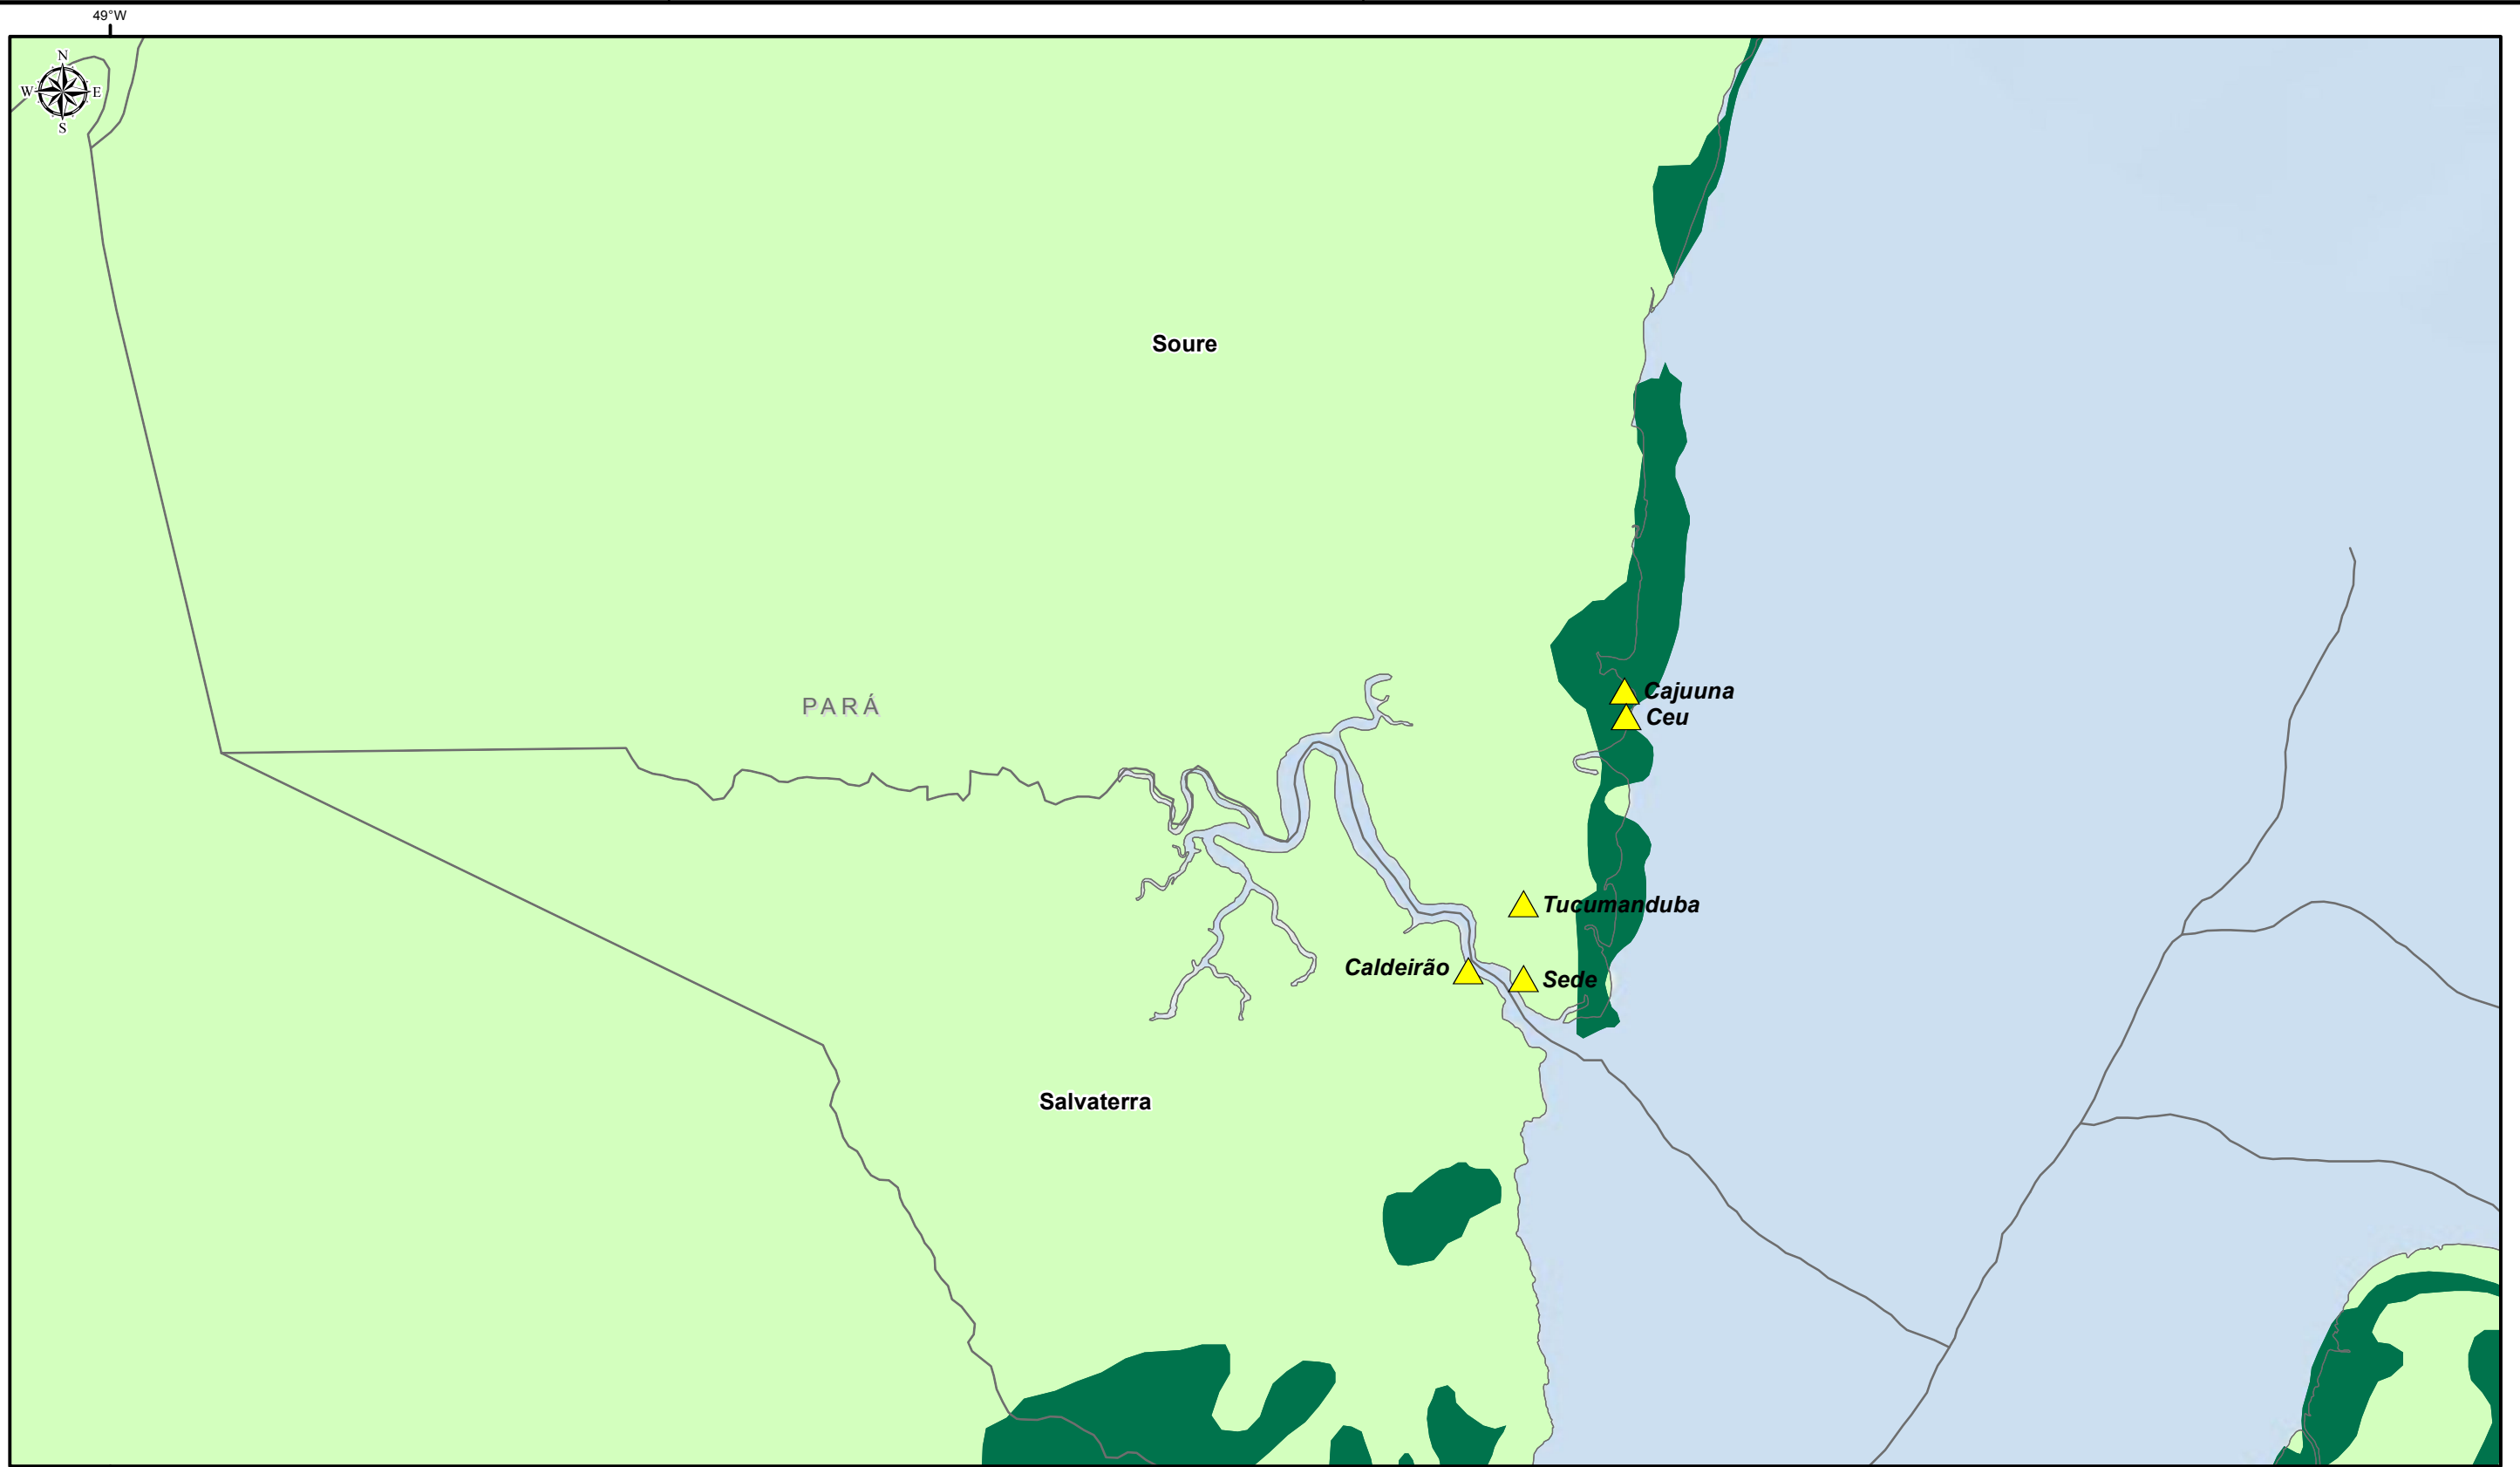 49°W
N
W E
S
Soure
PARÁ
Cajuuna
Ceu
Tucumanduba
Caldeirão
Sede
Salvaterra